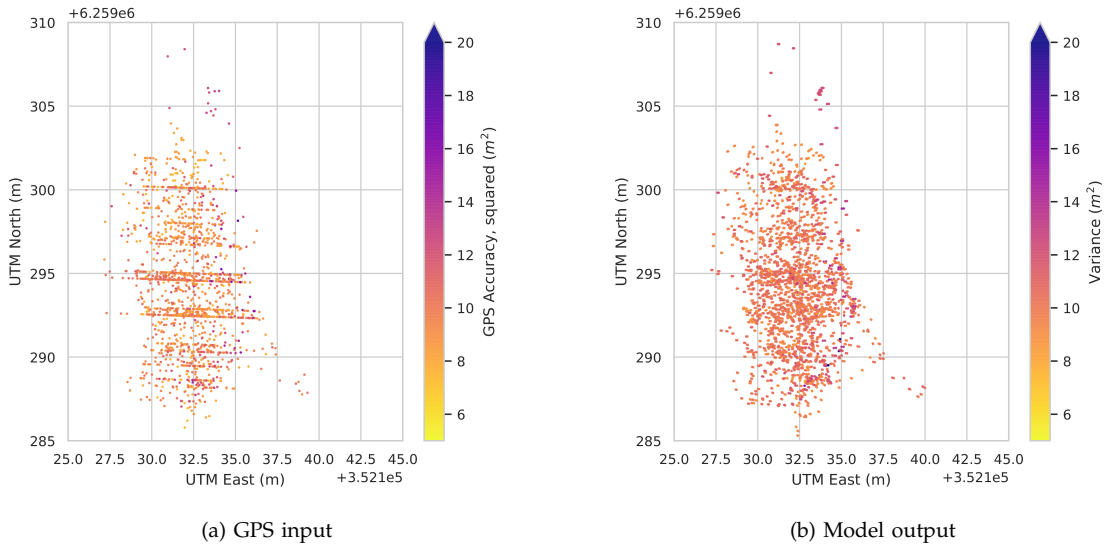 +6.259e6
310
305
300
295
290
285
UTM North (m)
25.0 27.5 30.0 32.5 35.0 37.5 40.0 42.5 45.0
UTM East (m)
+3.521e5
20
18
16
14
12
10
8
6
GPS Accuracy, squared (m²)
(a) GPS input
+6.259e6
310
305
300
295
290
285
UTM North (m)
25.0 27.5 30.0 32.5 35.0 37.5 40.0 42.5 45.0
UTM East (m)
+3.521e5
20
18
16
14
12
10
8
6
Variance (m²)
(b) Model output